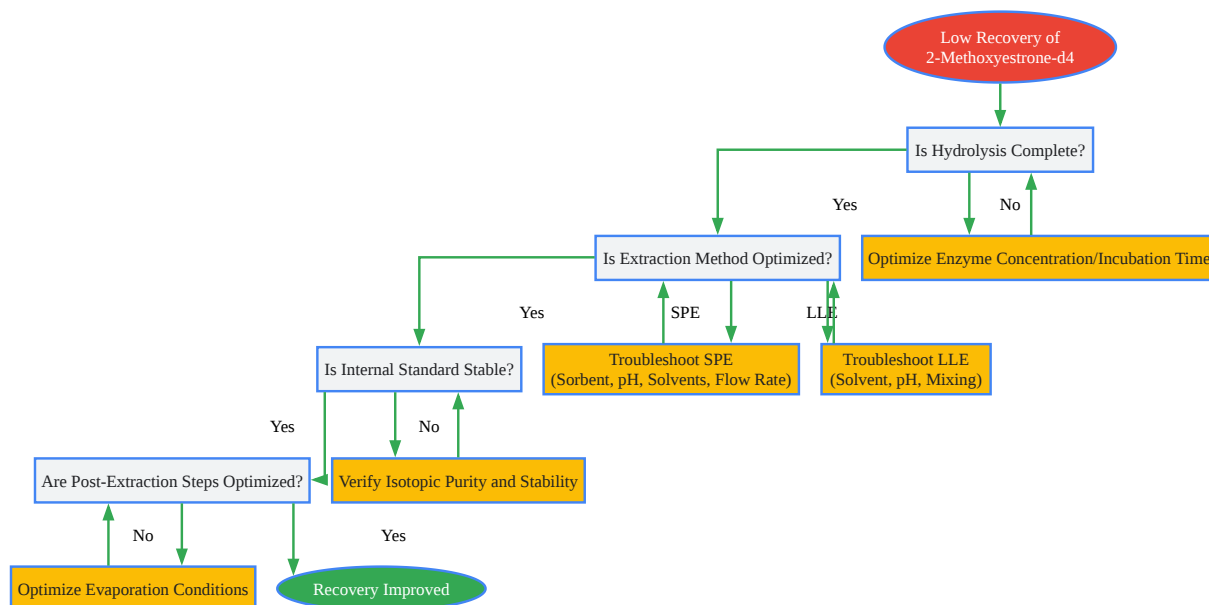 Low Recovery of
2-Methoxyestrone-d4
Is Hydrolysis Complete?
Yes
No
Is Extraction Method Optimized?
Optimize Enzyme Concentration/Incubation Time
Yes
SPE
LLE
Is Internal Standard Stable?
Troubleshoot SPE
(Sorbent, pH, Solvents, Flow Rate)
Troubleshoot LLE
(Solvent, pH, Mixing)
Yes
No
Are Post-Extraction Steps Optimized?
Verify Isotopic Purity and Stability
No
Yes
Optimize Evaporation Conditions
Recovery Improved